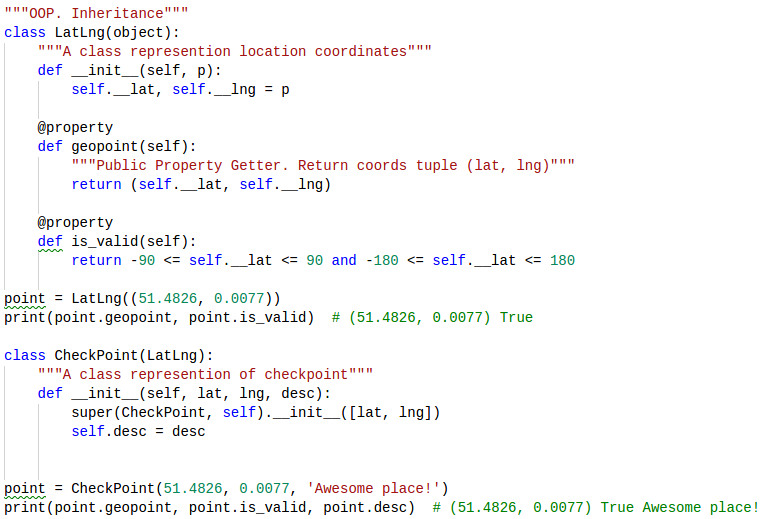 """OOP. Inheritance"""
class LatLng(object):
    """A class represention location coordinates"""
    def __init__(self, p):
        self.__lat, self.__lng = p
    @property
    def geopoint(self):
        """Public Property Getter. Return coords tuple (lat, lng)"""
        return (self.__lat, self.__lng)
    @property
    def is_valid(self):
        return -90 <= self.__lat <= 90 and -180 <= self.__lat <= 180
point = LatLng((51.4826, 0.0077))
print(point.geopoint, point.is_valid)  # (51.4826, 0.0077) True
class CheckPoint(LatLng):
    """A class represention of checkpoint"""
    def __init__(self, lat, lng, desc):
        super(CheckPoint, self).__init__([lat, lng])
        self.desc = desc
point = CheckPoint(51.4826, 0.0077, 'Awesome place!')
print(point.geopoint, point.is_valid, point.desc)  # (51.4826, 0.0077) True Awesome place!